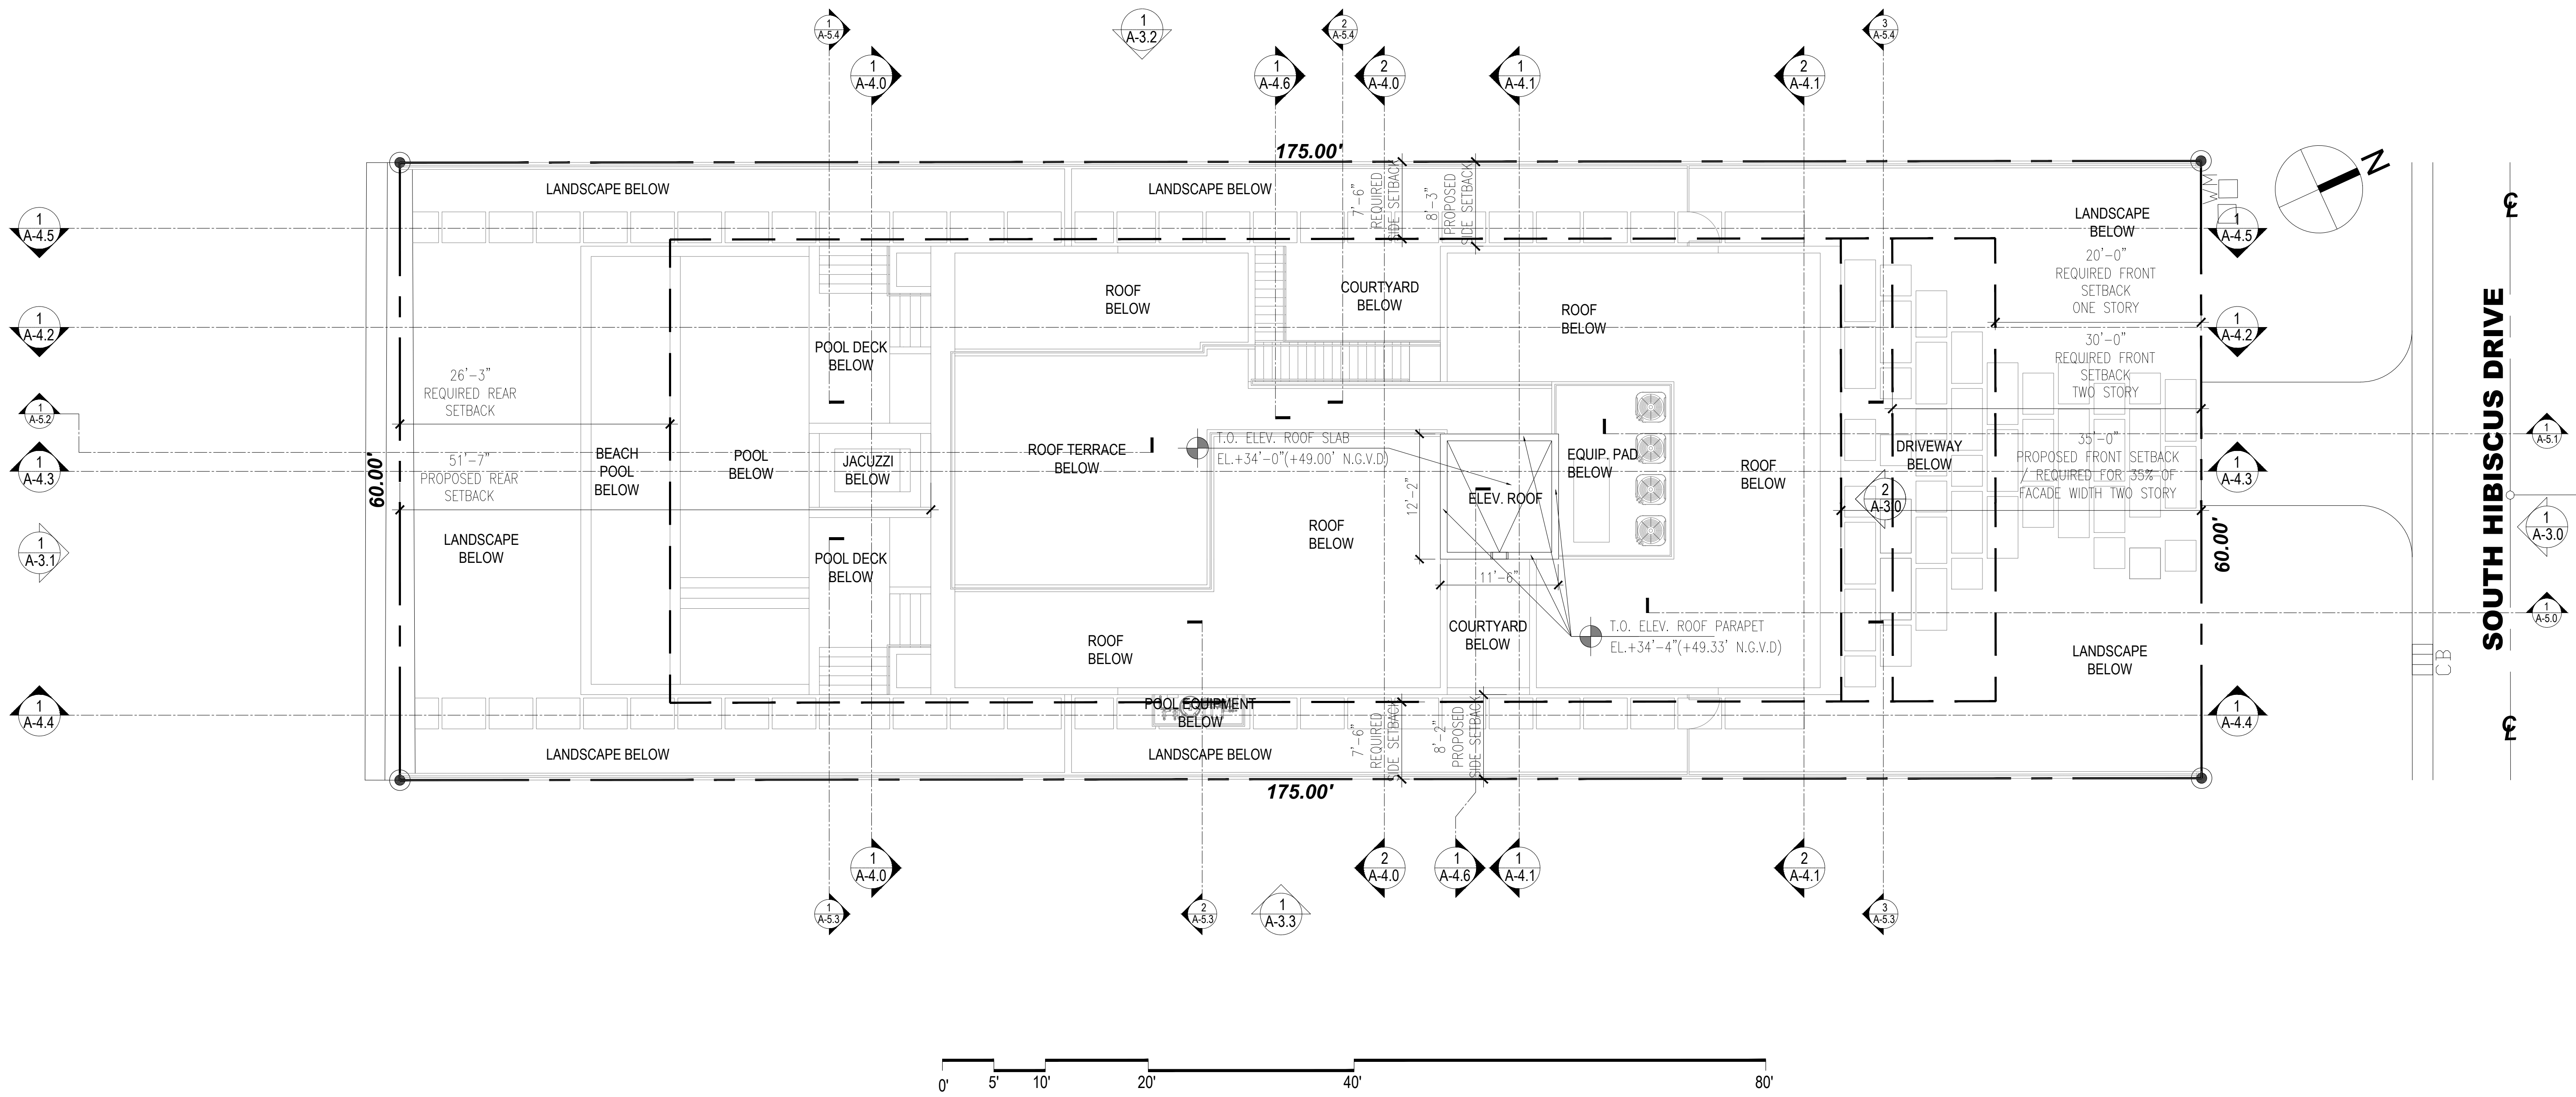 1
A-5.4
1
A-3.2
2
A-5.4
3
A-5.4
1
A-4.0
1
A-4.6
2
A-4.0
1
A-4.1
2
A-4.1
175.00'
N
LANDSCAPE BELOW
LANDSCAPE BELOW
7'-6"
REQUIRED
SIDE SETBACK
8'-3"
PROPOSED
SIDE SETBACK
WM
LANDSCAPE
BELOW
1
A-4.5
1
A-4.5
20'-0"
REQUIRED FRONT
SETBACK
ONE STORY
ROOF
BELOW
COURTYARD
BELOW
ROOF
BELOW
1
A-4.2
1
A-4.2
POOL DECK
BELOW
30'-0"
REQUIRED FRONT
SETBACK
TWO STORY
26'-3"
REQUIRED REAR
SETBACK
1
A-5.2
SOUTH HIBISCUS DRIVE
1
A-5.1
T.O. ELEV. ROOF SLAB
EL.+34'-0"(+49.00' N.G.V.D)
1
A-4.3
60.00'
51'-7"
PROPOSED REAR
SETBACK
BEACH
POOL
BELOW
POOL
BELOW
JACUZZI
BELOW
ROOF TERRACE
BELOW
12'-2"
EQUIP. PAD
BELOW
ELEV. ROOF
ROOF
BELOW
DRIVEWAY
BELOW
35'-0"
PROPOSED FRONT SETBACK
/ REQUIRED FOR 35% OF
FACADE WIDTH TWO STORY
1
A-4.3
2
A-3.0
1
A-3.0
1
A-3.1
LANDSCAPE
BELOW
POOL DECK
BELOW
ROOF
BELOW
11'-6"
60.00'
1
A-5.0
ROOF
BELOW
COURTYARD
BELOW
T.O. ELEV. ROOF PARAPET
EL.+34'-4"(+49.33' N.G.V.D)
LANDSCAPE
BELOW
CB
1
A-4.4
POOL EQUIPMENT
BELOW
7'-6"
REQUIRED
SIDE SETBACK
8'-2"
PROPOSED
SIDE SETBACK
1
A-4.4
LANDSCAPE BELOW
LANDSCAPE BELOW
175.00'
1
A-4.0
2
A-4.0
1
A-4.6
1
A-4.1
2
A-4.1
1
A-5.3
2
A-5.3
1
A-3.3
3
A-5.3
0'
5'
10'
20'
40'
80'